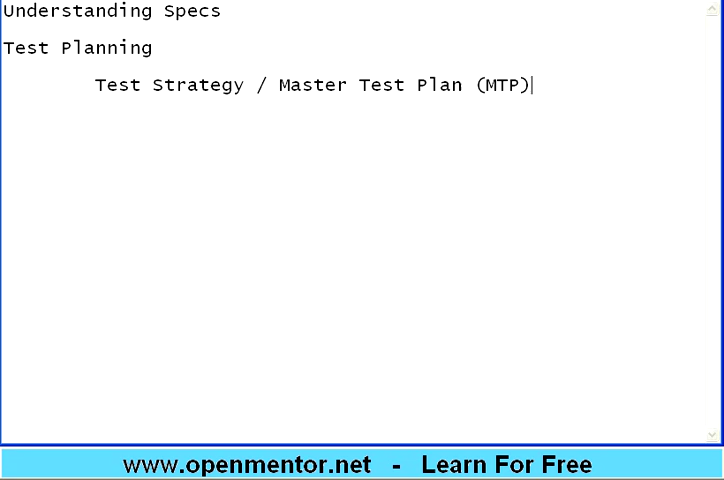 Understanding Specs
Test Planning
Test Strategy / Master Test Plan (MTP)
www.openmentor.net - Learn For Free